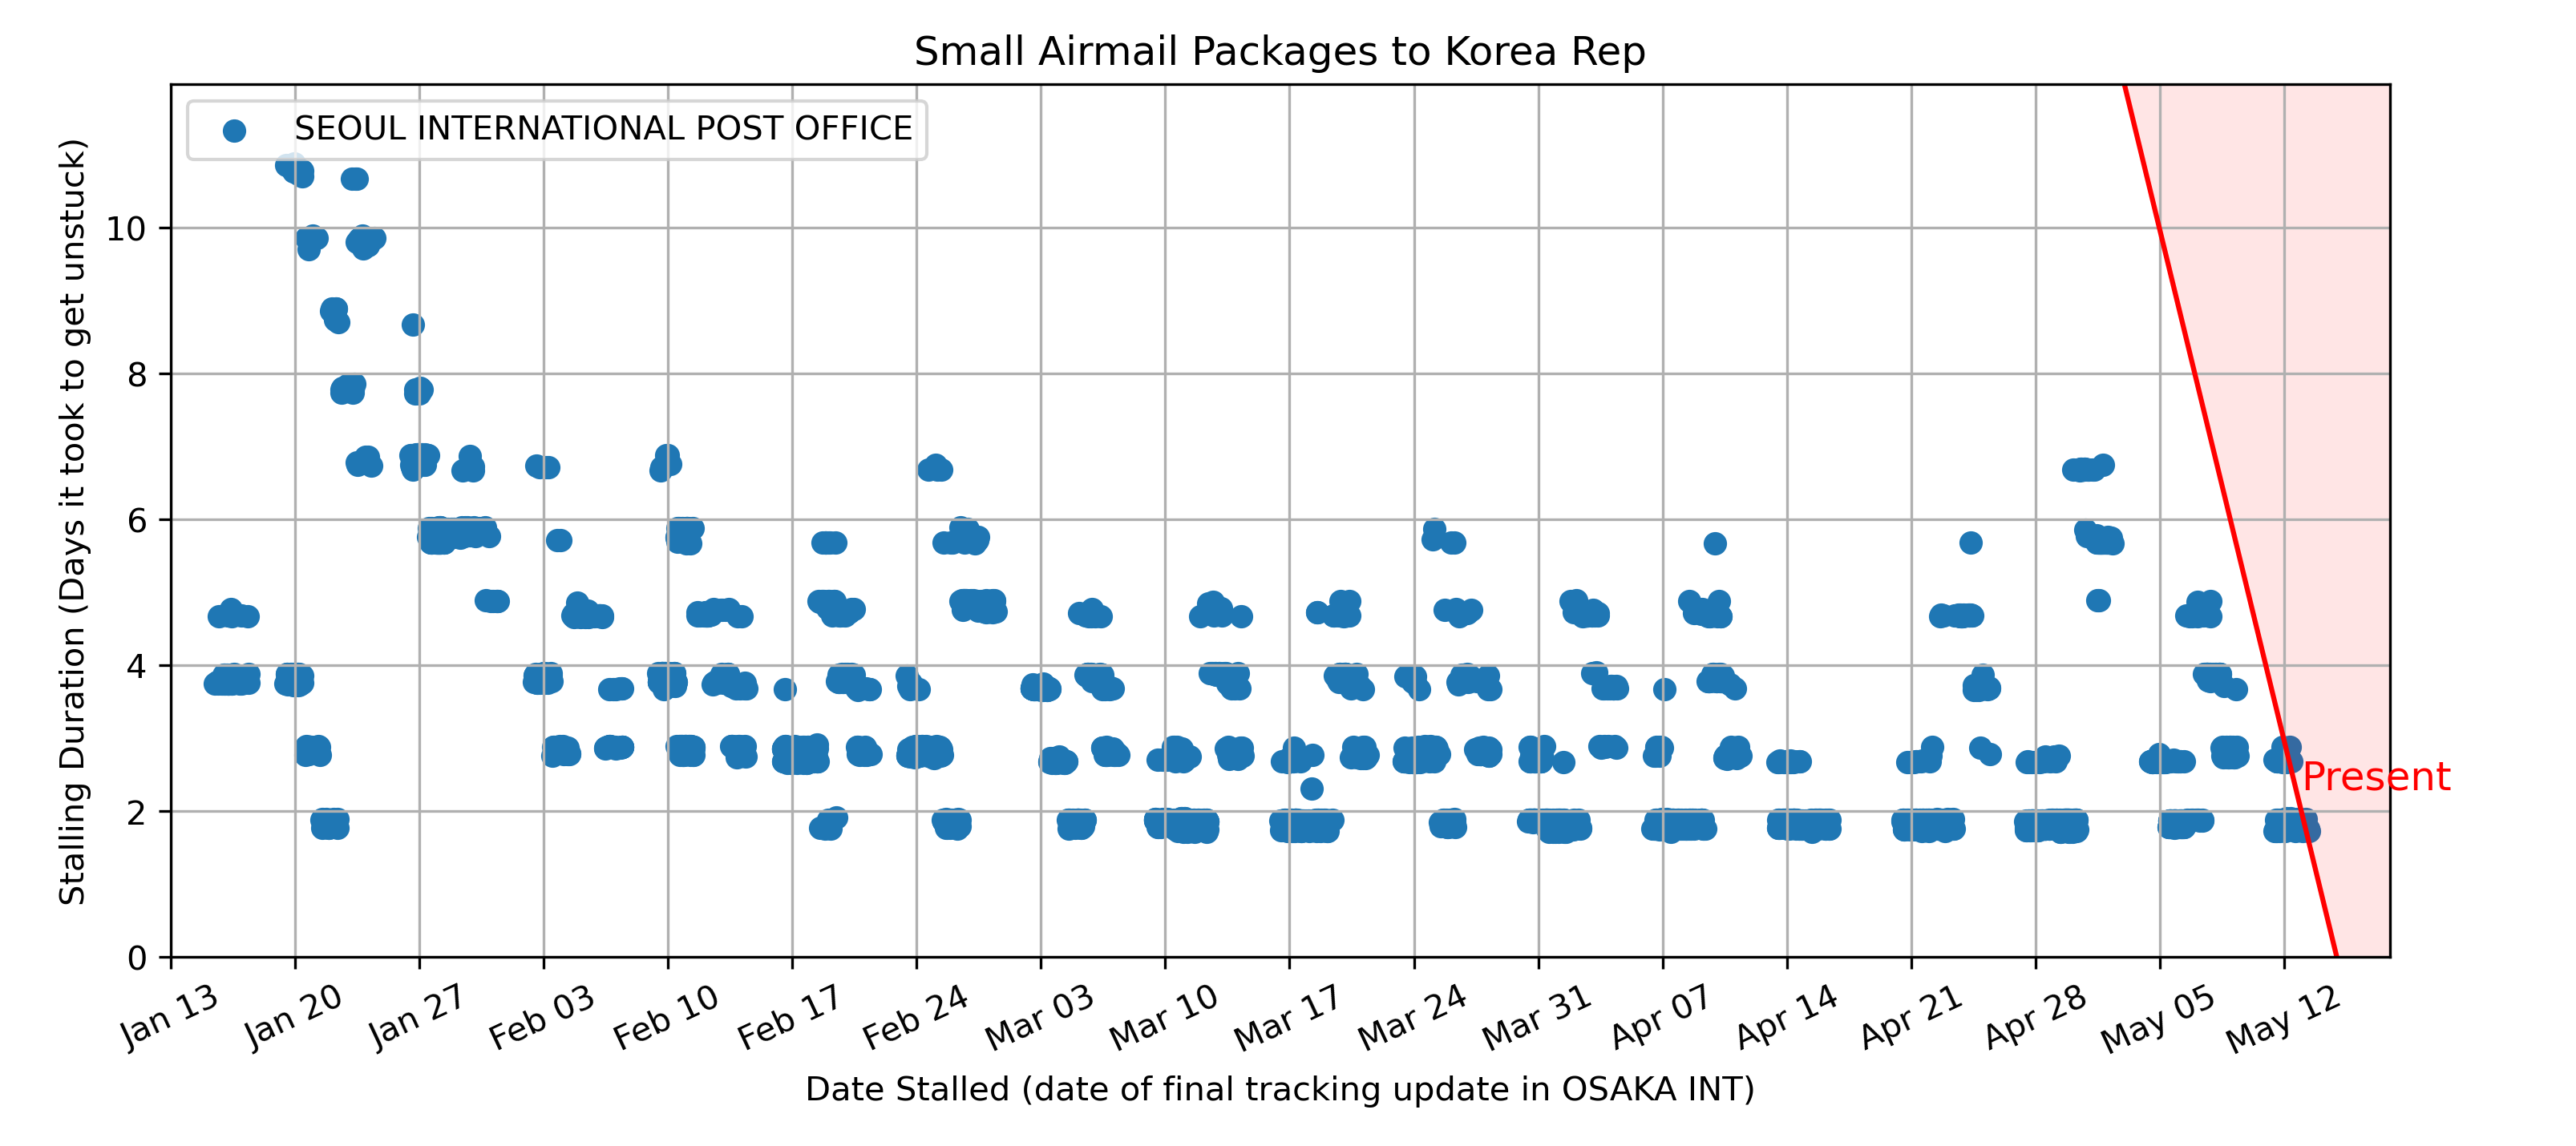 Small Airmail Packages to Korea Rep
SEOUL INTERNATIONAL POST OFFICE
Stalling Duration (Days it took to get unstuck)
10
8
6
4
2
0
Present
Jan 13
Jan 20
Jan 27
Feb 03
Feb 10
Feb 17
Feb 24
Mar 03
Mar 10
Mar 17
Mar 24
Mar 31
Apr 07
Apr 14
Apr 21
Apr 28
May 05
May 12
Date Stalled (date of final tracking update in OSAKA INT)